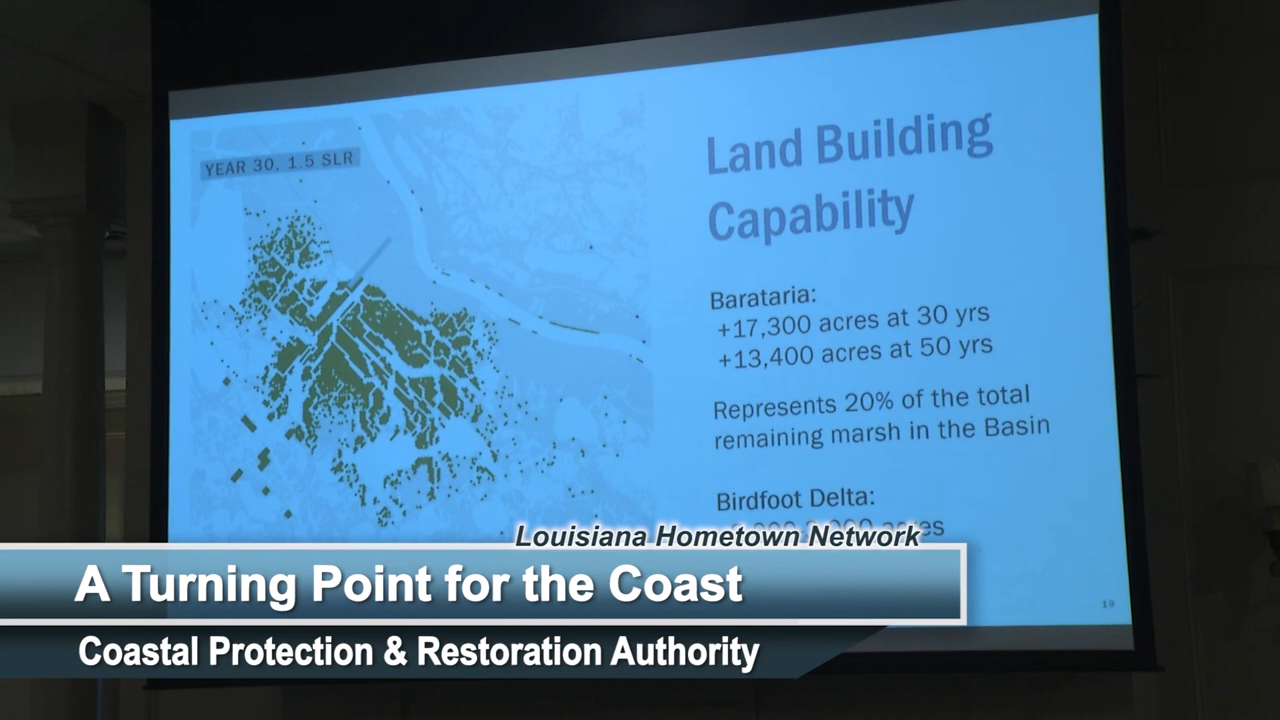 YEAR 30, 1.5 SLR
Land Building
Capability
Barataria:
+17,300 acres at 30 yrs
+13,400 acres at 50 yrs
Represents 20% of the total
remaining marsh in the Basin
Birdfoot Delta:
acres
19
Louisiana Hometown Network
A Turning Point for the Coast
Coastal Protection & Restoration Authority